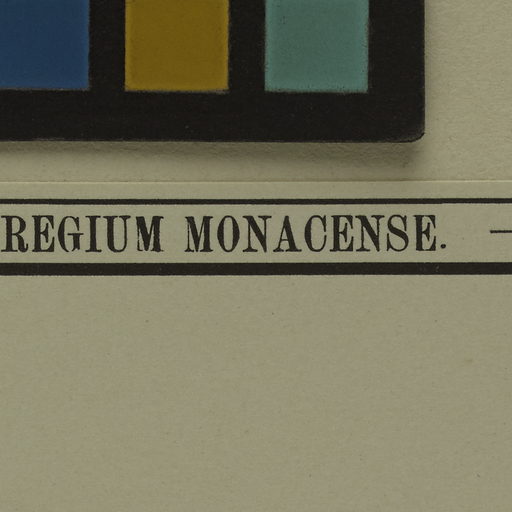 REGIUM MONACENSE. —